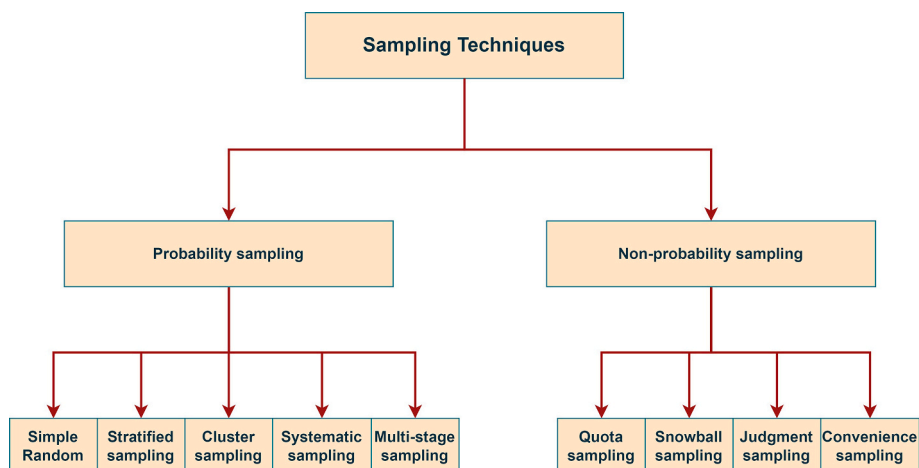 Sampling Techniques
Probability sampling
Non-probability sampling
Simple
Random
Stratified
sampling
Cluster
sampling
Systematic
sampling
Multi-stage
sampling
Quota
sampling
Snowball
sampling
Judgment
sampling
Convenience
sampling